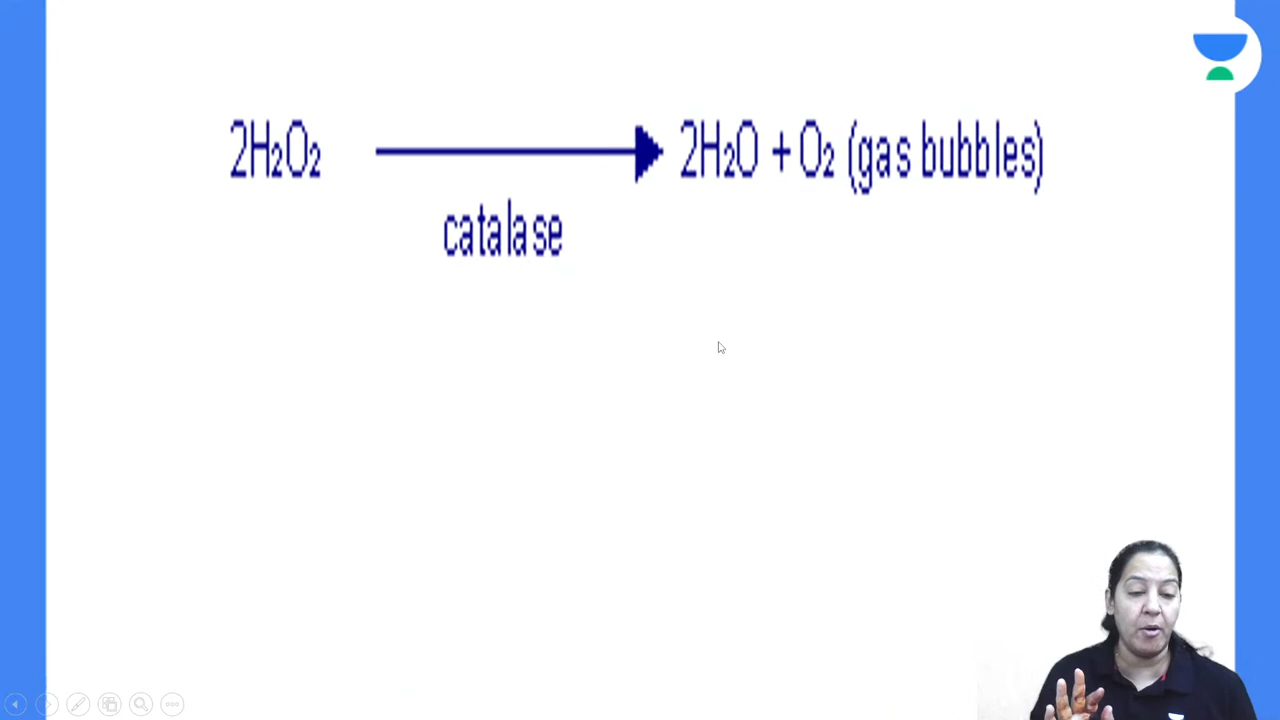 2H₂O₂ 2H₂O + O₂ (gas bubbles)
catalase